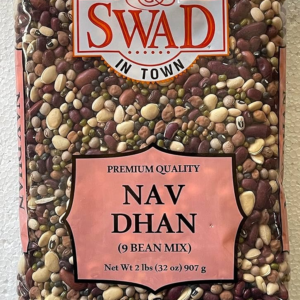 SWAD
IN TOWN
PREMIUM QUALITY
NAV
DHAN
(9 BEAN MIX)
Net Wt 2 lbs (32 oz) 907 g